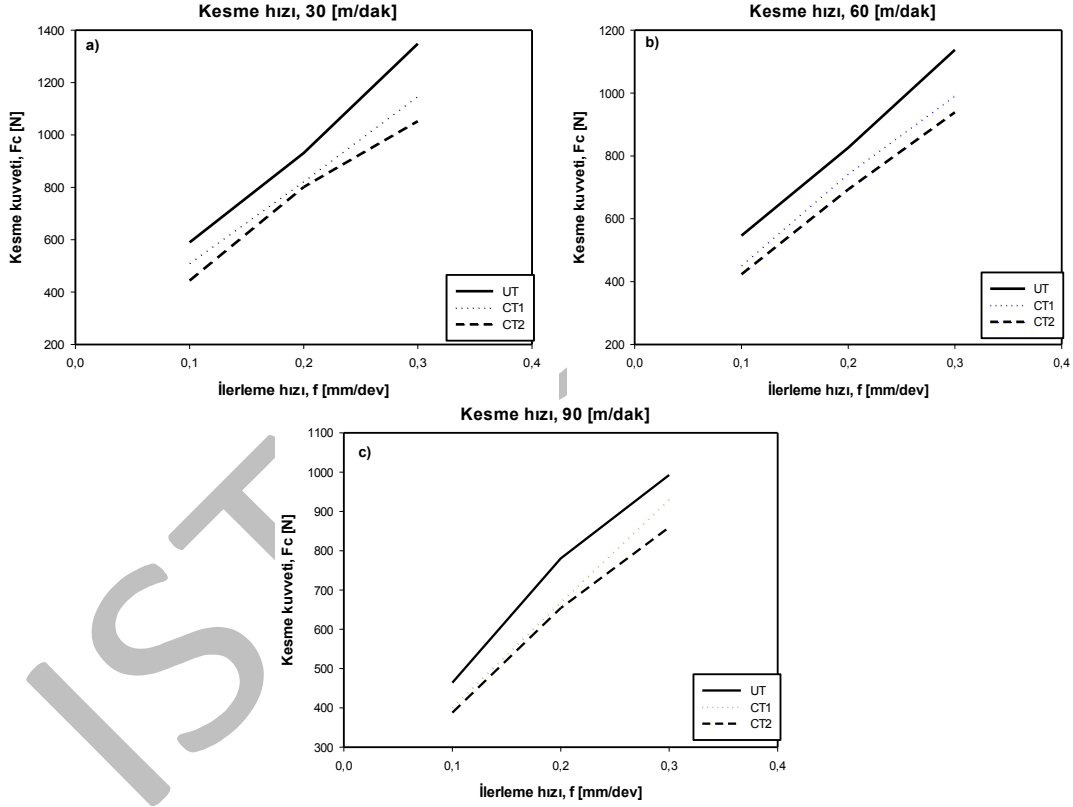 Kesme hızı, 30 [m/dak]
a)
Kesme kuvveti, Fc [N]
1400
1200
1000
800
600
400
200
0,0
0,1
0,2
0,3
0,4
UT
CT1
CT2
İlerleme hızı, f [mm/dev]
Kesme hızı, 60 [m/dak]
b)
Kesme kuvveti, Fc [N]
1200
1000
800
600
400
200
0,0
0,1
0,2
0,3
0,4
UT
CT1
CT2
İlerleme hızı, f [mm/dev]
Kesme hızı, 90 [m/dak]
c)
Kesme kuvveti, Fc [N]
1100
1000
900
800
700
600
500
400
300
0,0
0,1
0,2
0,3
0,4
UT
CT1
CT2
İlerleme hızı, f [mm/dev]
IST